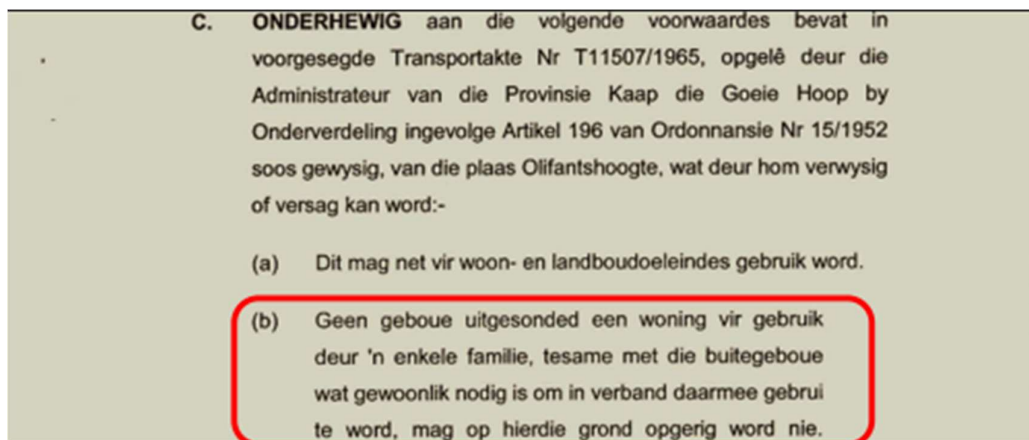 C. ONDERHEWIG aan die volgende voorwaardes bevat in
voorgesegde Transportakte Nr T11507/1965, opgelê deur die
Administrateur van die Provinsie Kaap die Goeie Hoop by
Onderverdeling ingevolge Artikel 196 van Ordonnansie Nr 15/1952
soos gewysig, van die plaas Olifantshoogte, wat deur hom verwysig
of versag kan word:-
(a) Dit mag net vir woon- en landboudoeleindes gebruik word.
(b) Geen geboue uitgesonded een woning vir gebruik
deur 'n enkele familie, tesame met die buitegeboue
wat gewoonlik nodig is om in verband daarmee gebrui
te word, mag op hierdie grond opgerig word nie.